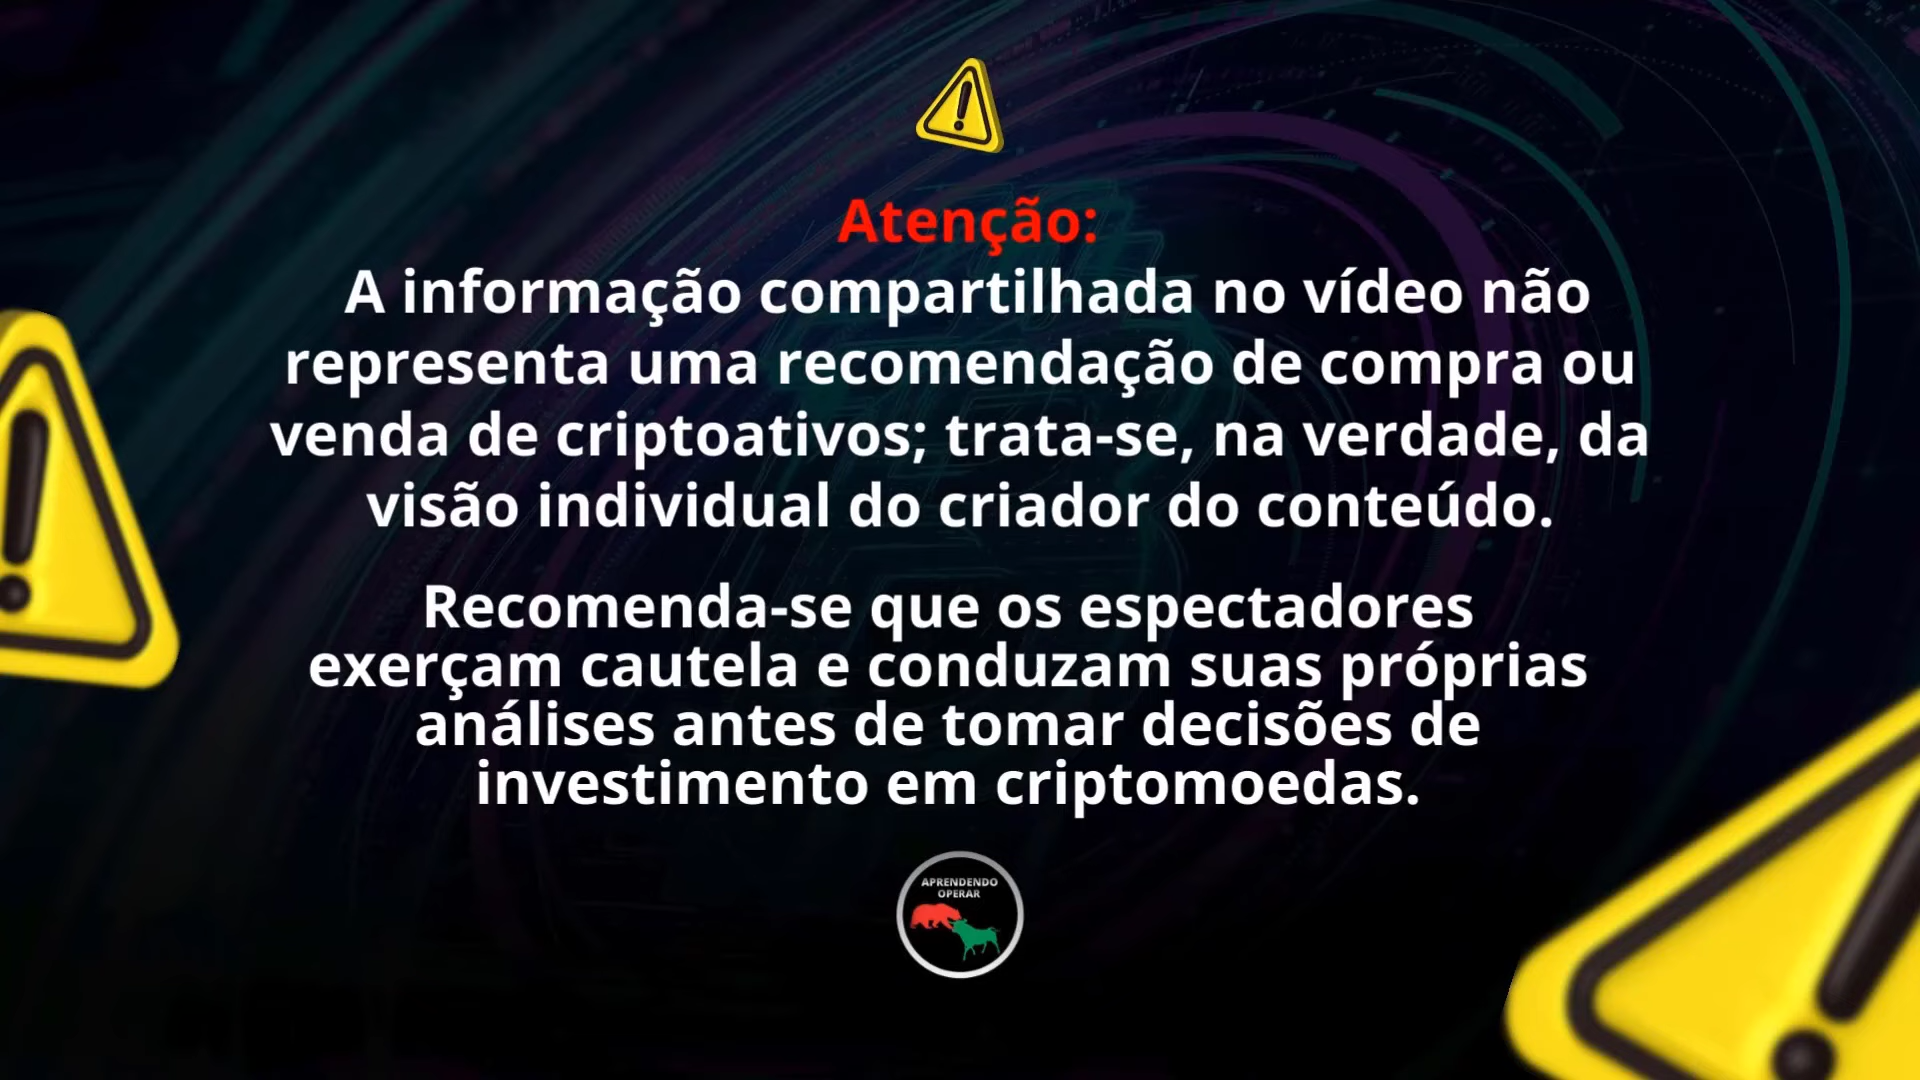 Atenção:
A informação compartilhada no vídeo não
representa uma recomendação de compra ou
venda de criptoativos; trata-se, na verdade, da
visão individual do criador do conteúdo.
Recomenda-se que os espectadores
exerçam cautela e conduzam suas próprias
análises antes de tomar decisões de
investimento em criptomoedas.
APRENDENDO
OPERAR